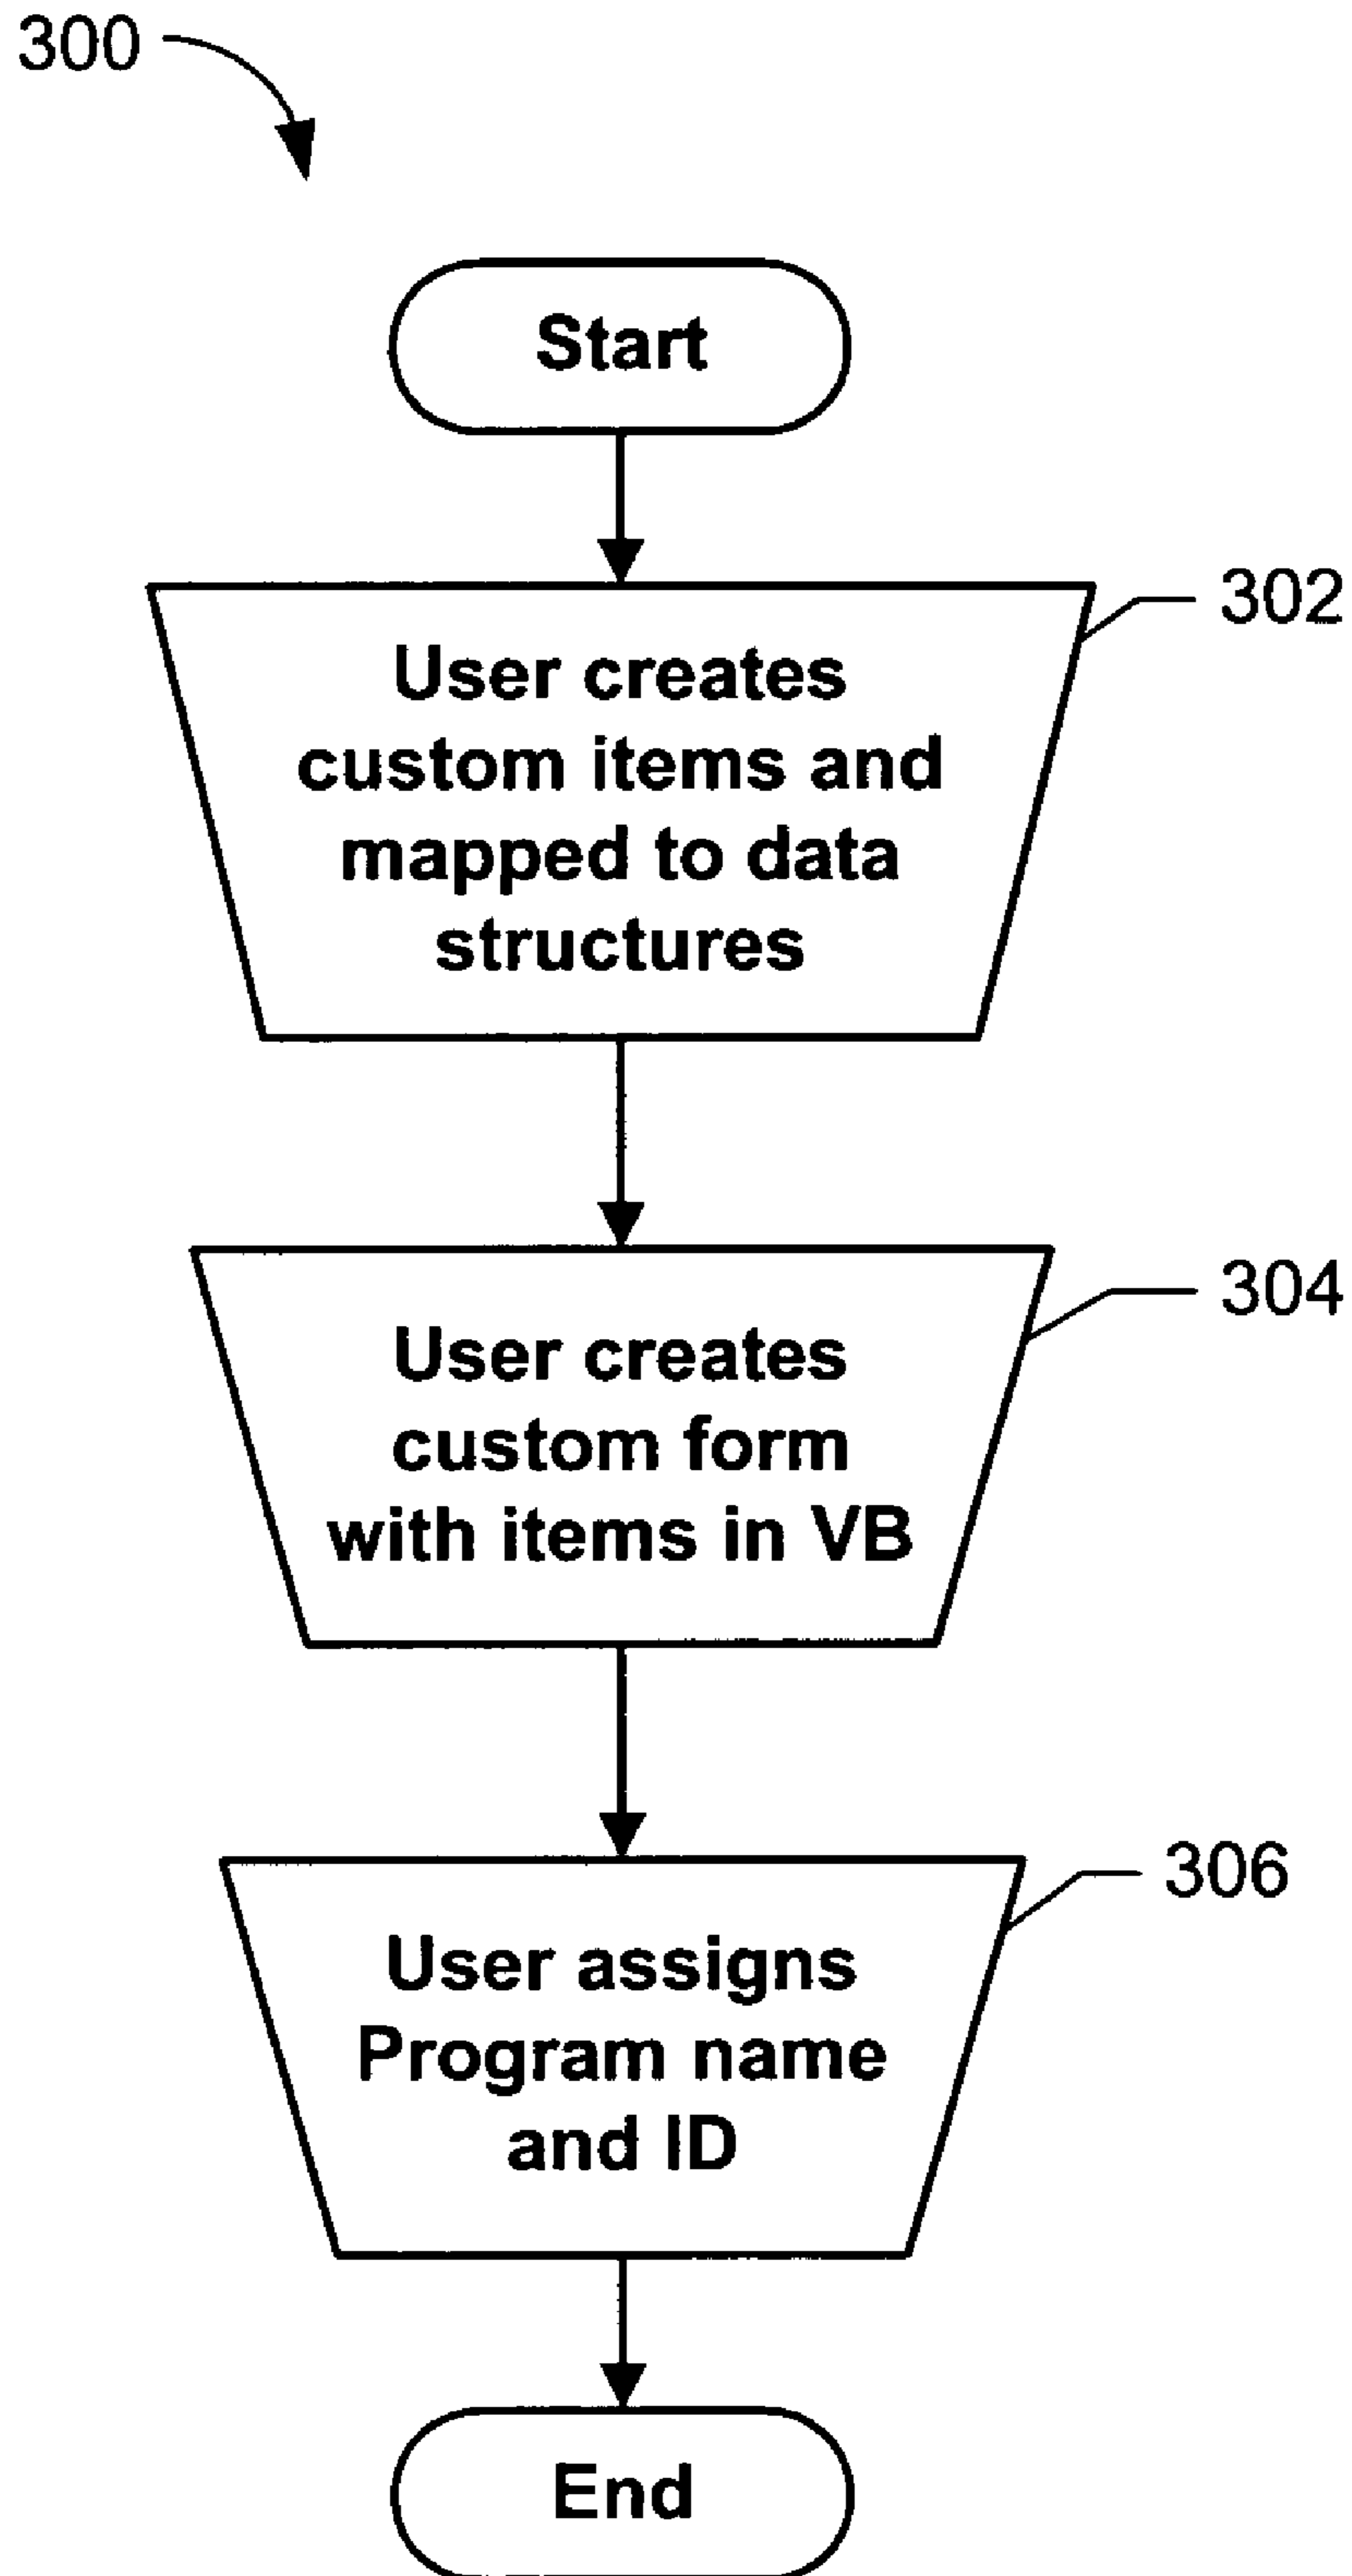 300
Start
302
User creates
custom items and
mapped to data
structures
304
User creates
custom form
with items in VB
306
User assigns
Program name
and ID
End